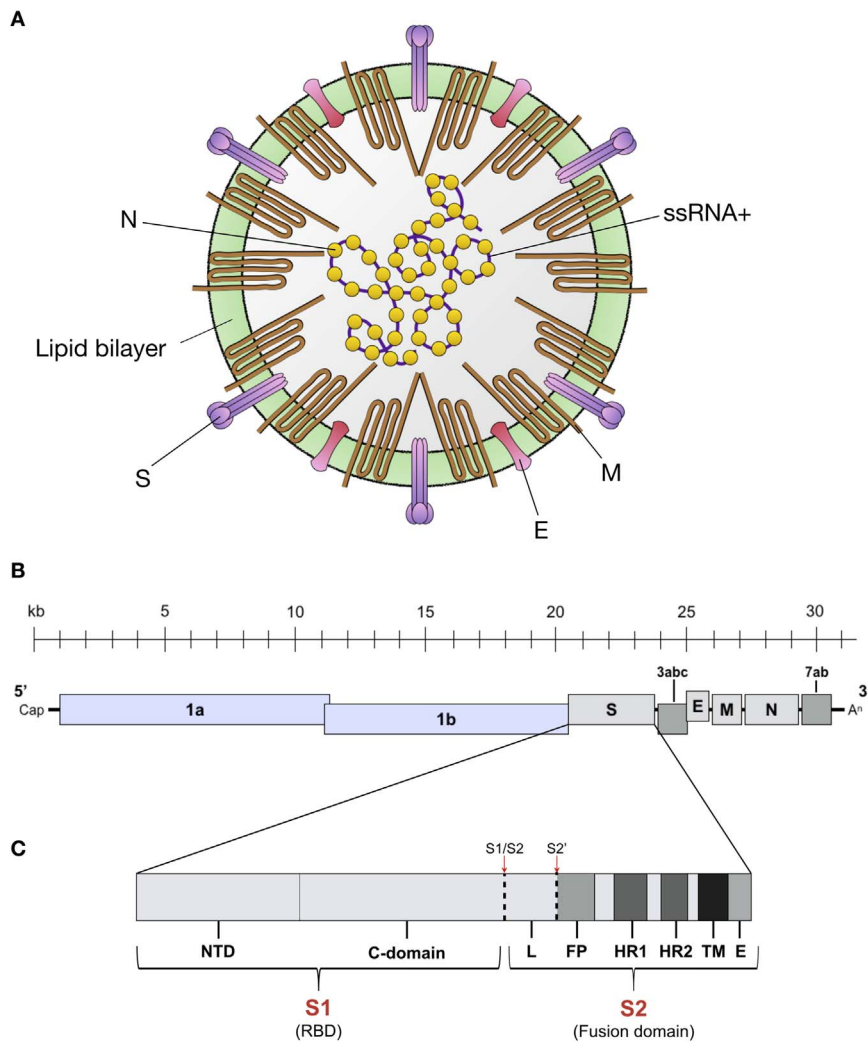 A
N
ssRNA+
Lipid bilayer
S
M
E
B
kb 5 10 15 20 25 30
3abc 7ab
5’ 3
Cap 1a 1b S E M N Aⁿ
C
S1/S2 S2’
NTD C-domain L FP HR1 HR2 TM E
S1 S2
(RBD) (Fusion domain)